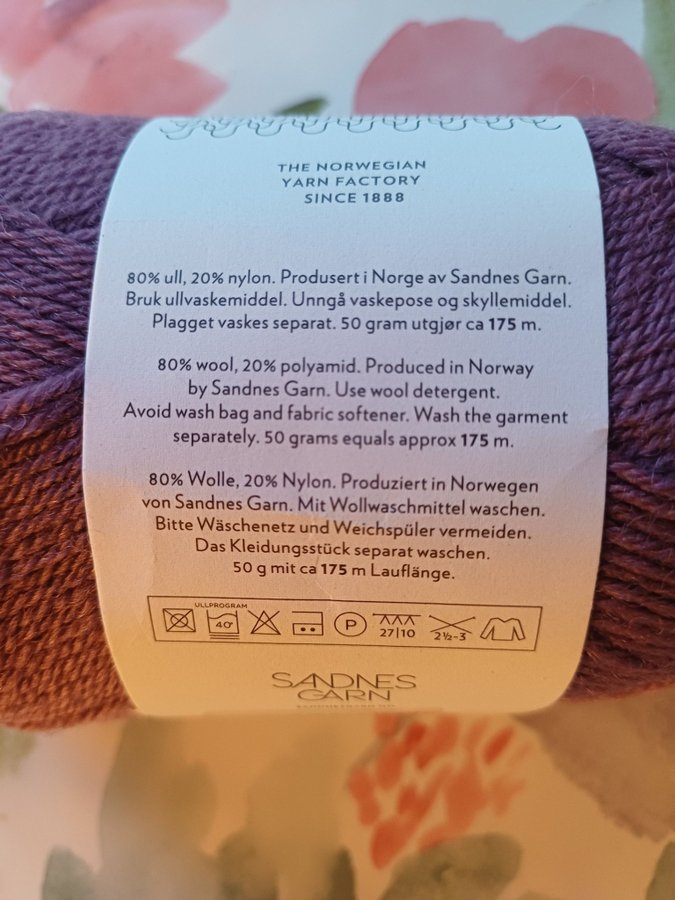 THE NORWEGIAN
YARN FACTORY
SINCE 1888
80% ull, 20% nylon. Produsert i Norge av Sandnes Garn.
Bruk ullvaskemiddel. Unngå vaskepose og skyllemiddel.
Plagget vaskes separat. 50 gram utgjør ca 175 m.
80% wool, 20% polyamid. Produced in Norway
by Sandnes Garn. Use wool detergent.
Avoid wash bag and fabric softener. Wash the garment
separately. 50 grams equals approx 175 m.
80% Wolle, 20% Nylon. Produziert in Norwegen
von Sandnes Garn. Mit Wollwaschmittel waschen.
Bitte Wäschenetz und Weichspüler vermeiden.
Das Kleidungsstück separat waschen.
50 g mit ca 175 m Lauflänge.
ULLPROGRAM
40° P 27|10 2½-3
SANDNES
GARN